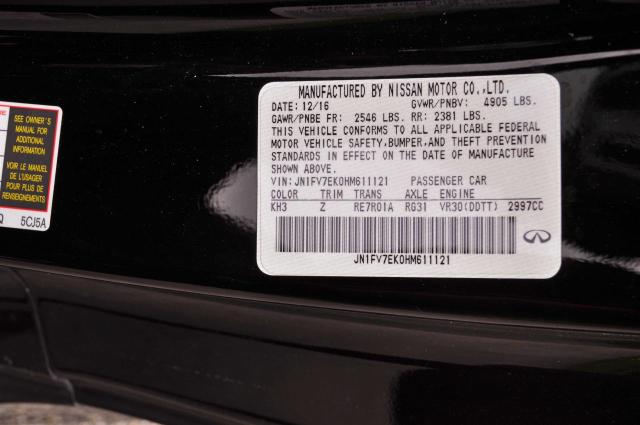 MANUFACTURED BY NISSAN MOTOR CO.,LTD.
DATE: 12/16 GVWR/PNBV: 4905 LBS.
GAWR/PNBE FR: 2546 LBS. RR: 2381 LBS.
THIS VEHICLE CONFORMS TO ALL APPLICABLE FEDERAL
MOTOR VEHICLE SAFETY,BUMPER,AND THEFT PREVENTION
STANDARDS IN EFFECT ON THE DATE OF MANUFACTURE
SHOWN ABOVE.
VIN:JN1FV7EK0HM611121 PASSENGER CAR
COLOR TRIM TRANS AXLE ENGINE
KH3 Z RE7R01A RG31 VR30(DDTT) 2997CC
JN1FV7EK0HM611121
SEE OWNER'S
MANUAL FOR
ADDITIONAL
INFORMATION
VOIR LE MANUEL
DE L'USAGER
POUR PLUS DE
RENSEIGNEMENTS
5CJ5A